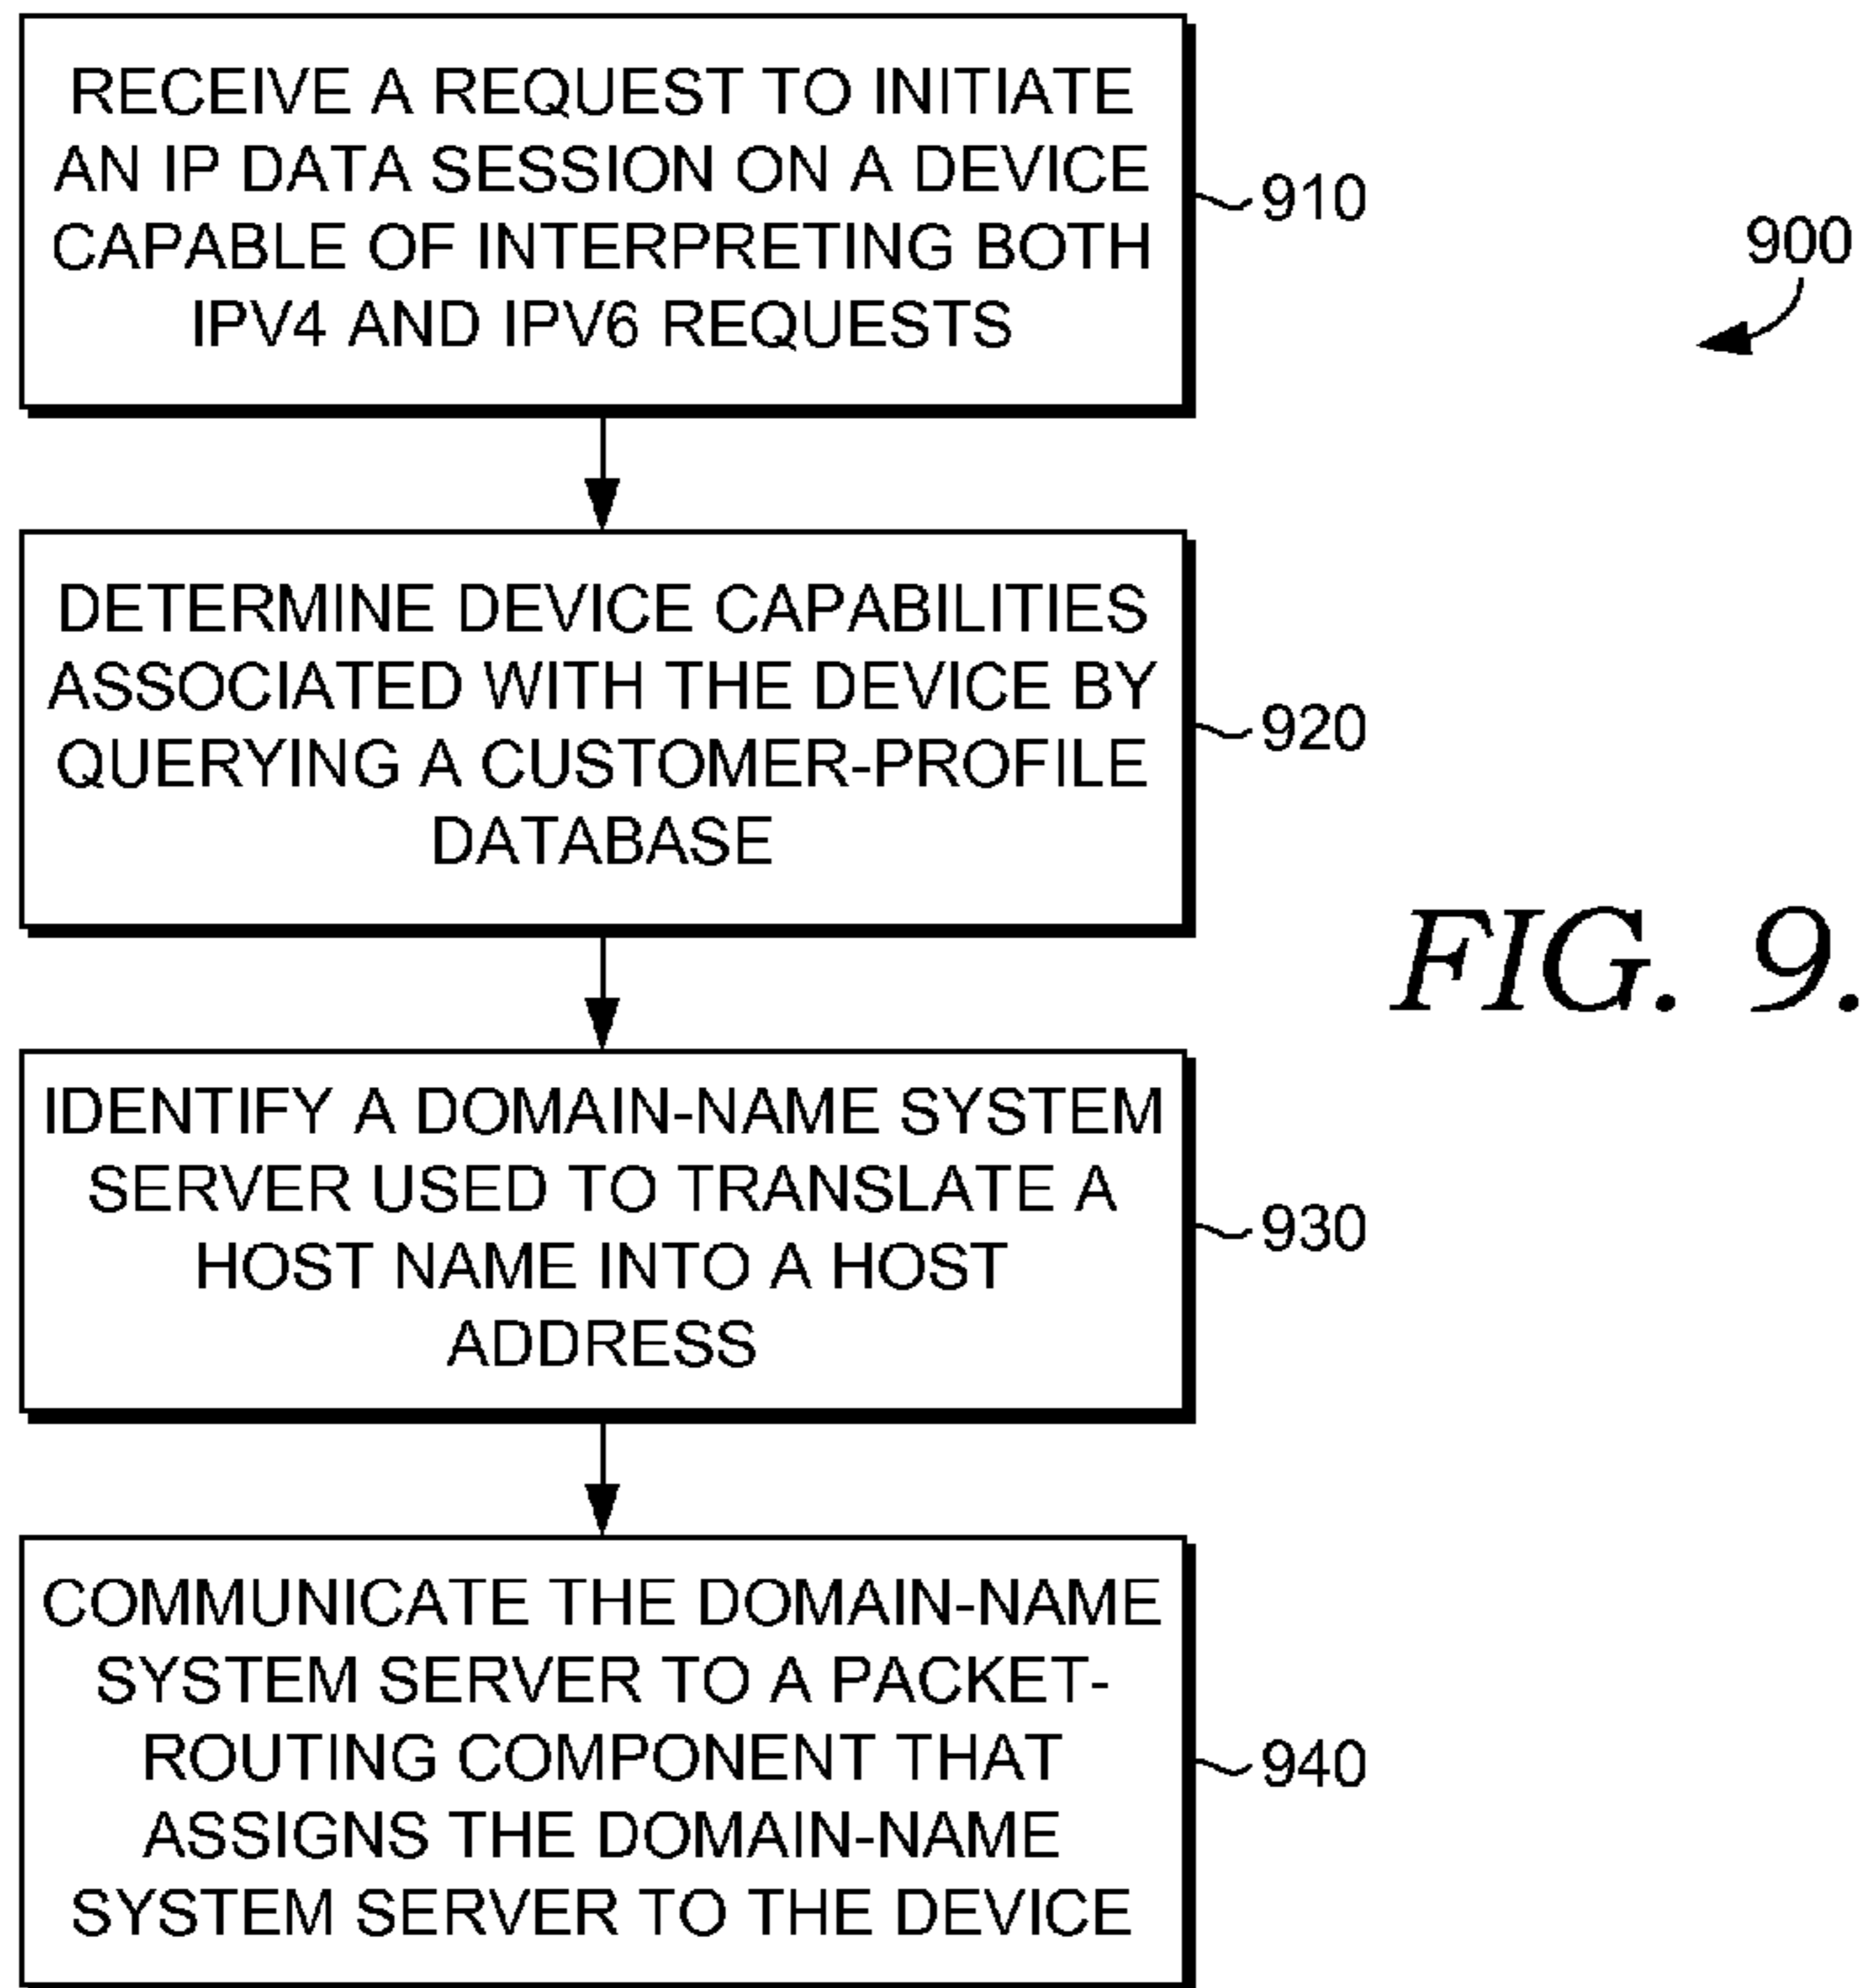 RECEIVE A REQUEST TO INITIATE
AN IP DATA SESSION ON A DEVICE
CAPABLE OF INTERPRETING BOTH
IPV4 AND IPV6 REQUESTS
910
900
DETERMINE DEVICE CAPABILITIES
ASSOCIATED WITH THE DEVICE BY
QUERYING A CUSTOMER-PROFILE
DATABASE
920
FIG. 9.
IDENTIFY A DOMAIN-NAME SYSTEM
SERVER USED TO TRANSLATE A
HOST NAME INTO A HOST
ADDRESS
930
COMMUNICATE THE DOMAIN-NAME
SYSTEM SERVER TO A PACKET-
ROUTING COMPONENT THAT
ASSIGNS THE DOMAIN-NAME
SYSTEM SERVER TO THE DEVICE
940